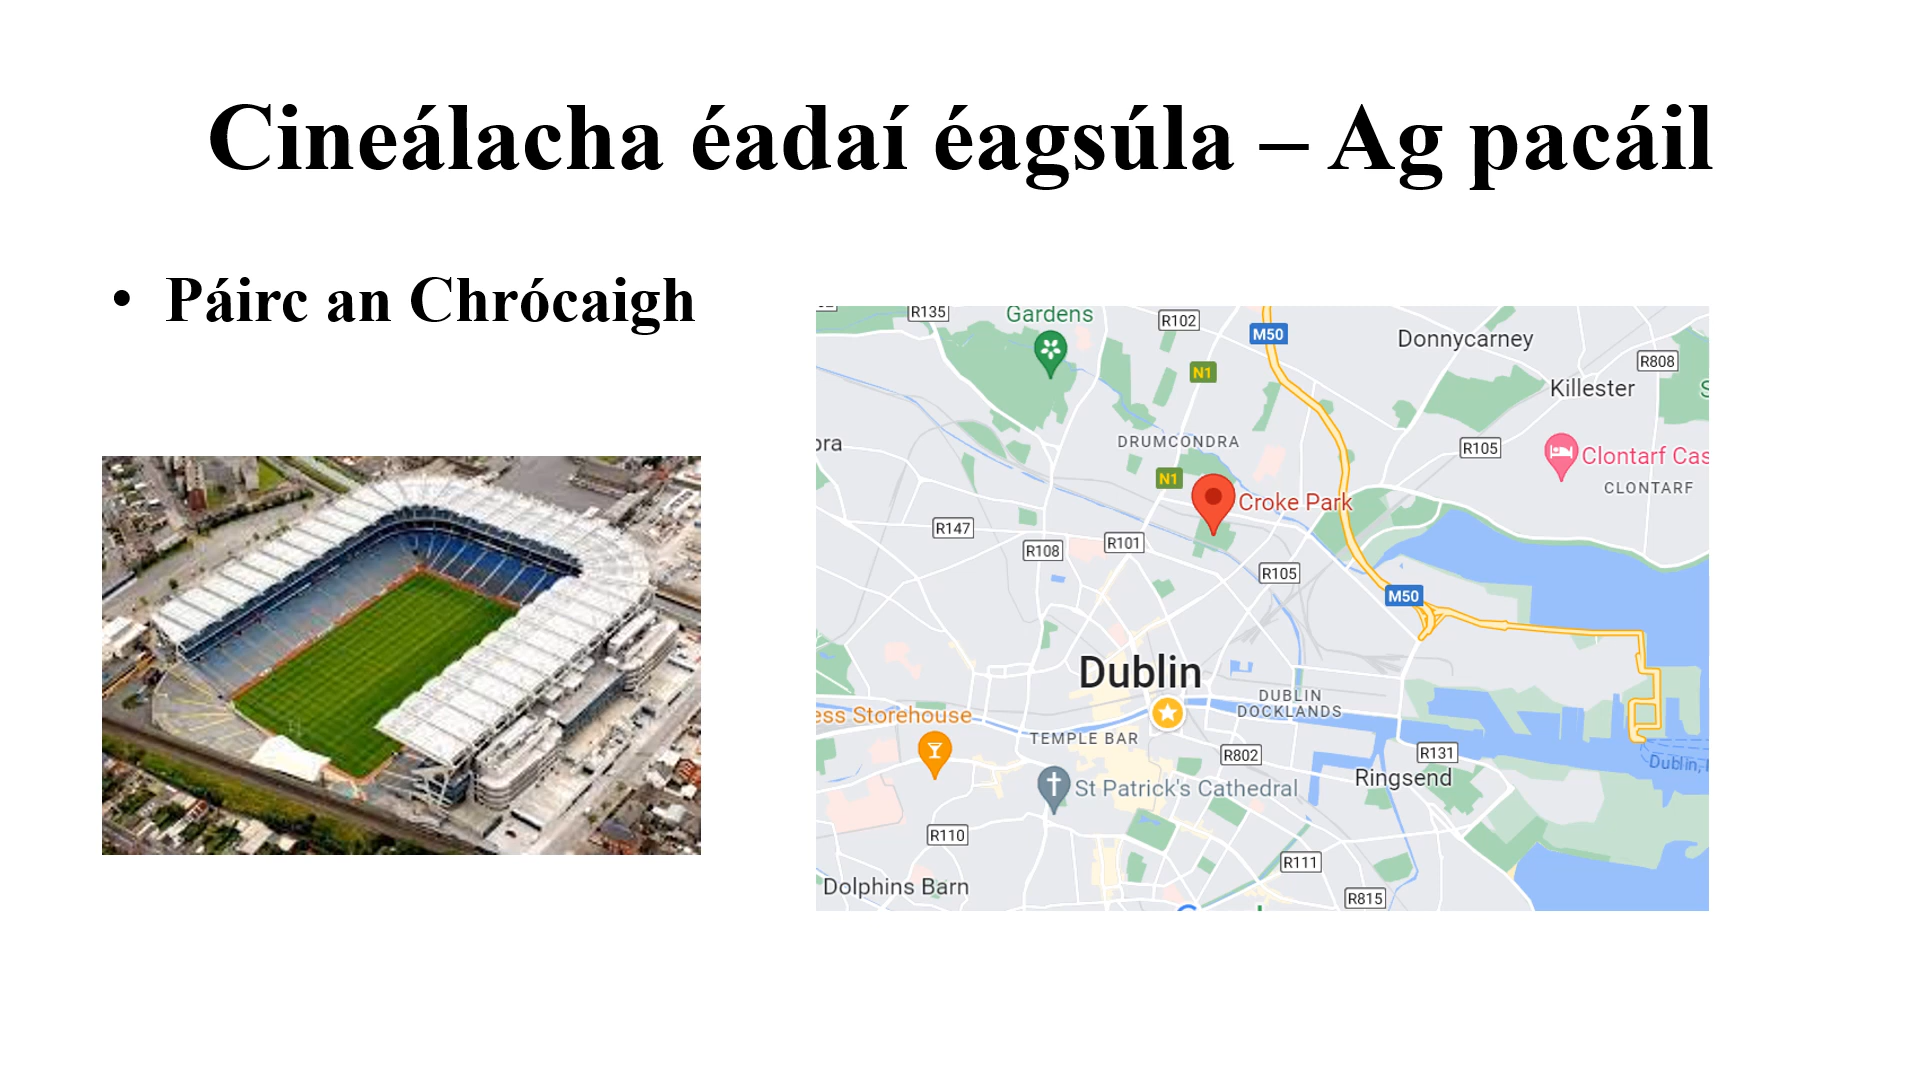 Cineálacha éadaí éagsúla – Ag pacáil
• Páirc an Chrócaigh
R135
Gardens
R102
M50
Donnycarney
R808
Killester
N1
DRUMCONDRA
R105
Clontarf Cas
CLONTARF
N1
Croke Park
R147
R108
R101
R105
M50
Dublin
DUBLIN
DOCKLANDS
ess Storehouse
TEMPLE BAR
R802
R131
Ringsend
Dublin,
St Patrick's Cathedral
R110
R111
Dolphins Barn
R815